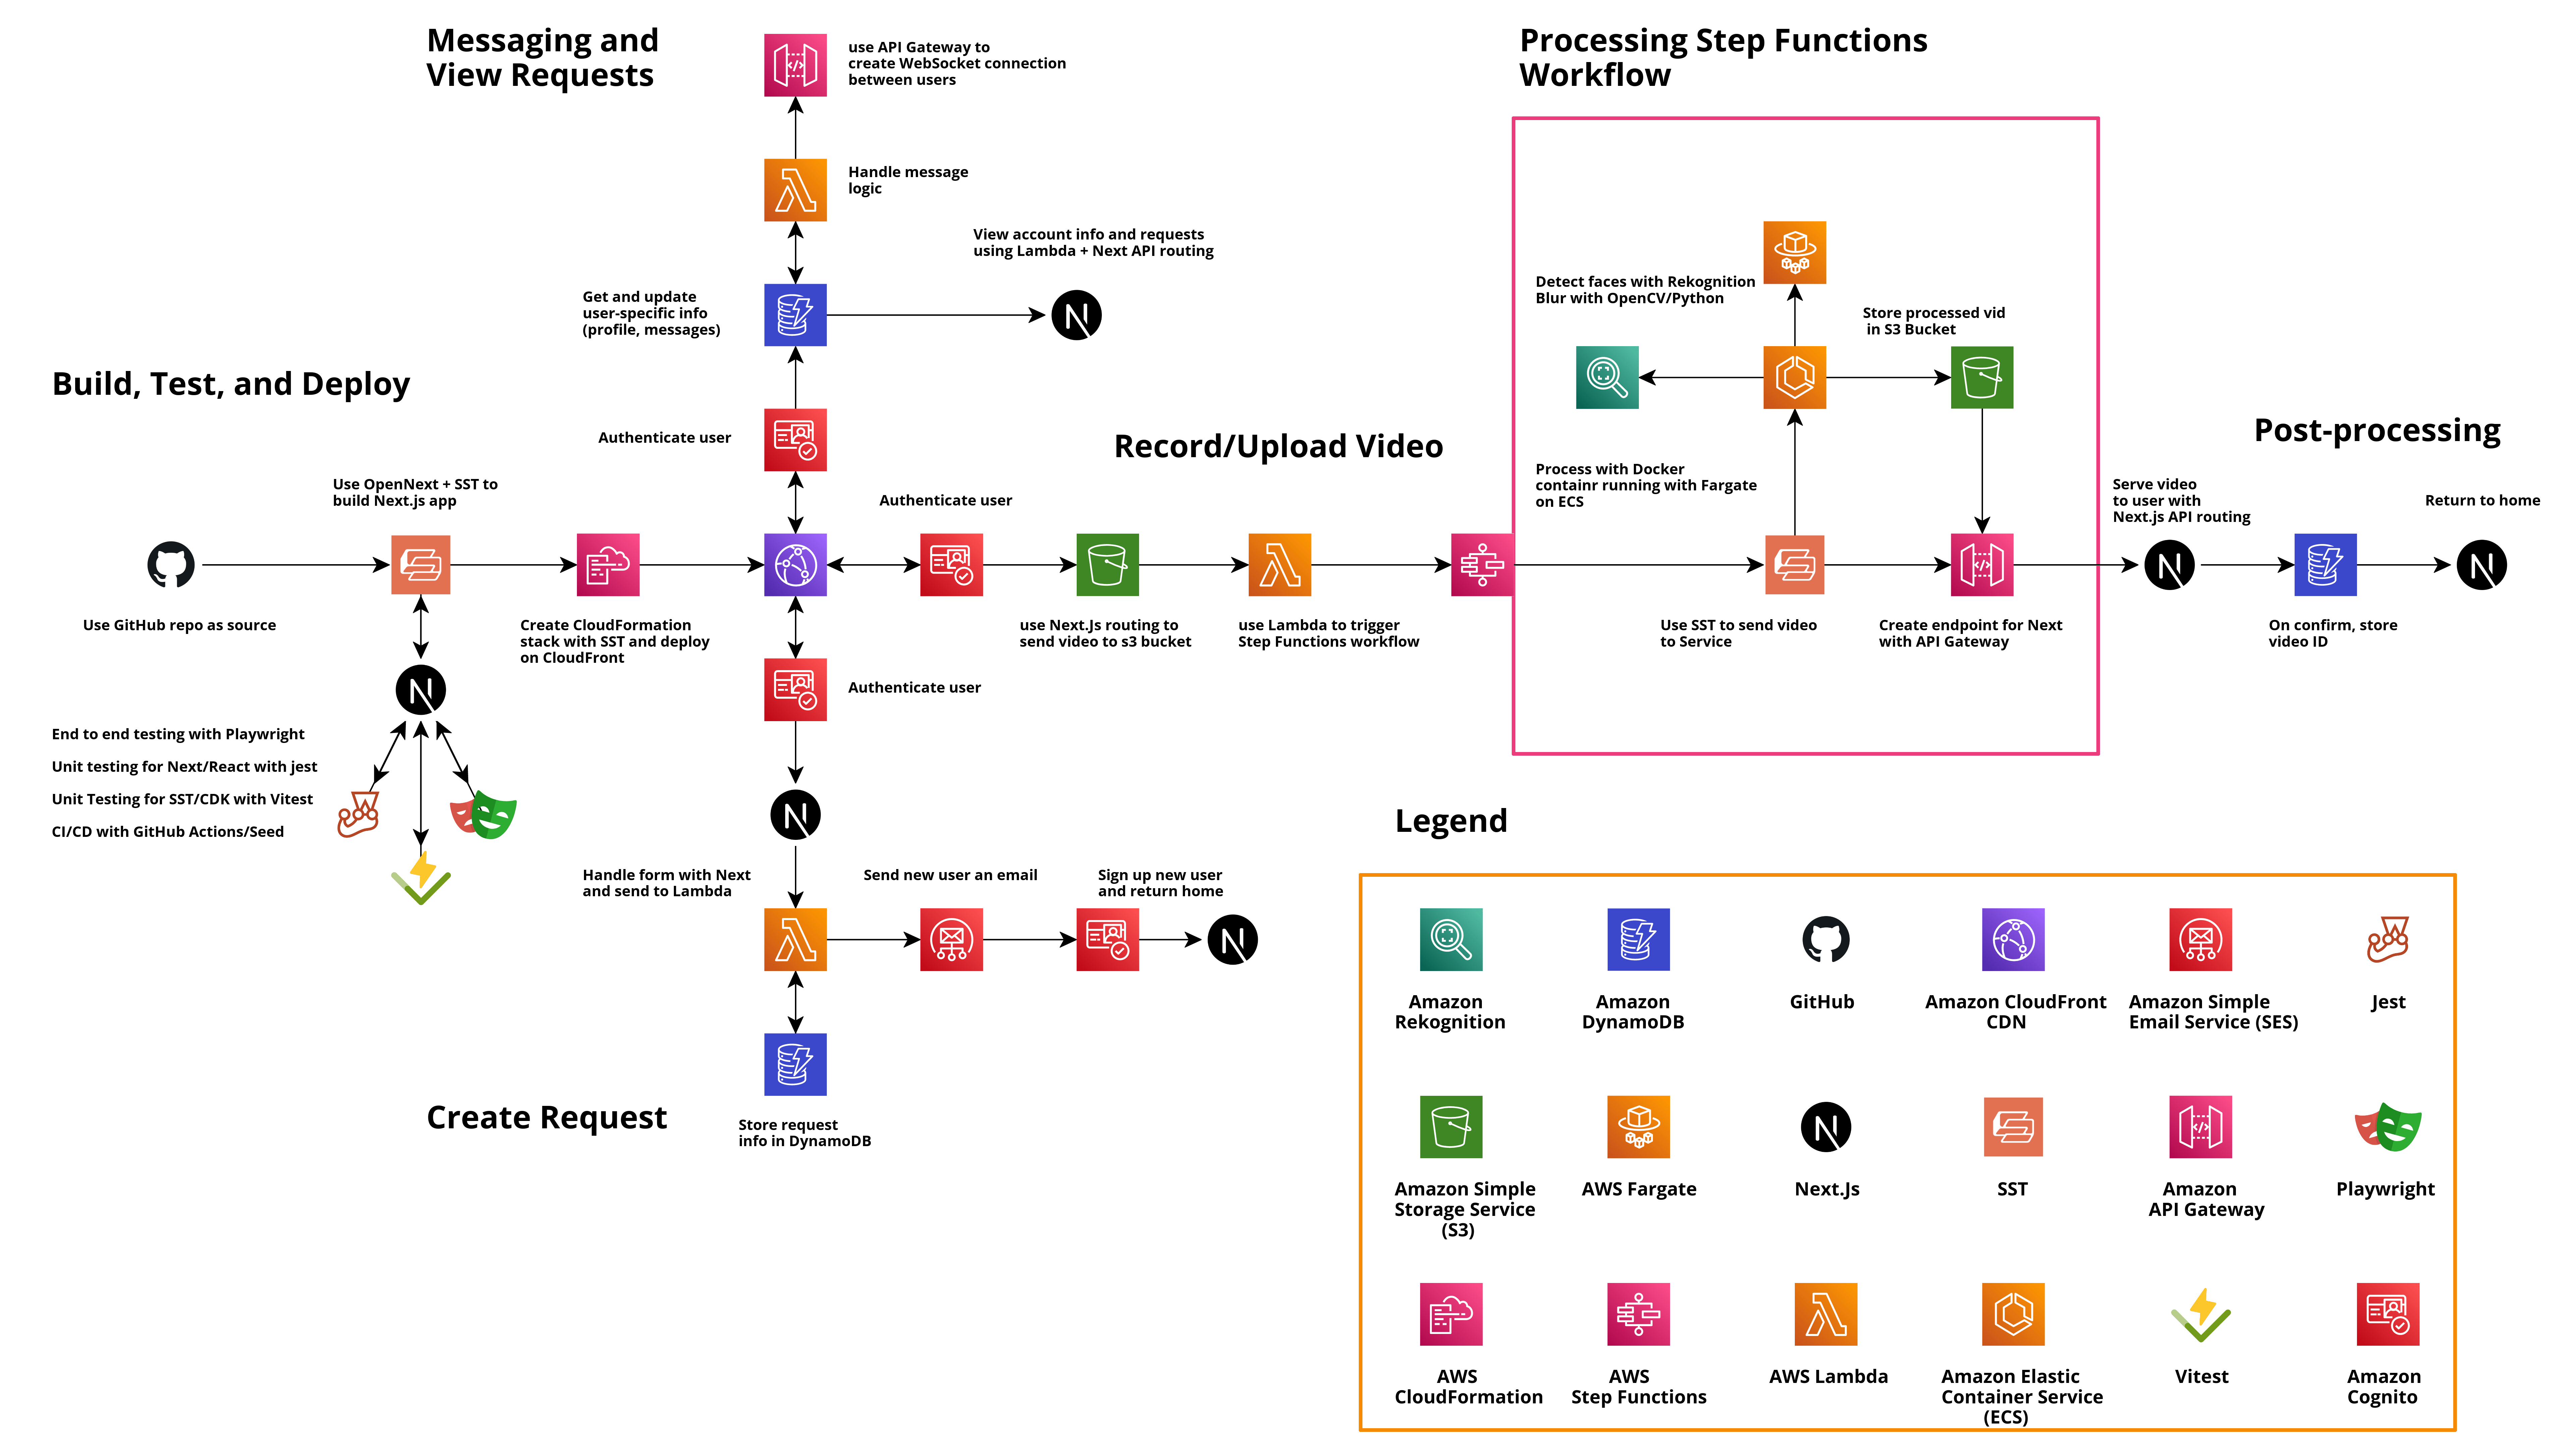 Messaging and
View Requests
use API Gateway to
create WebSocket connection
between users
Handle message
logic
View account info and requests
using Lambda + Next API routing
Get and update
user-specific info
(profile, messages)
Authenticate user
Build, Test, and Deploy
Use OpenNext + SST to
build Next.js app
Use GitHub repo as source
Create CloudFormation
stack with SST and deploy
on CloudFront
End to end testing with Playwright
Unit testing for Next/React with jest
Unit Testing for SST/CDK with Vitest
CI/CD with GitHub Actions/Seed
Record/Upload Video
Authenticate user
use Next.Js routing to
send video to s3 bucket
use Lambda to trigger
Step Functions workflow
Authenticate user
Handle form with Next
and send to Lambda
Send new user an email
Sign up new user
and return home
Create Request
Store request
info in DynamoDB
Processing Step Functions
Workflow
Detect faces with Rekognition
Blur with OpenCV/Python
Store processed vid
in S3 Bucket
Process with Docker
containr running with Fargate
on ECS
Use SST to send video
to Service
Create endpoint for Next
with API Gateway
Post-processing
Serve video
to user with
Next.js API routing
Return to home
On confirm, store
video ID
Legend
Amazon
Rekognition
Amazon
DynamoDB
GitHub
Amazon CloudFront
CDN
Amazon Simple
Email Service (SES)
Jest
Amazon Simple
Storage Service
(S3)
AWS Fargate
Next.Js
SST
Amazon
API Gateway
Playwright
AWS
CloudFormation
AWS
Step Functions
AWS Lambda
Amazon Elastic
Container Service
(ECS)
Vitest
Amazon
Cognito